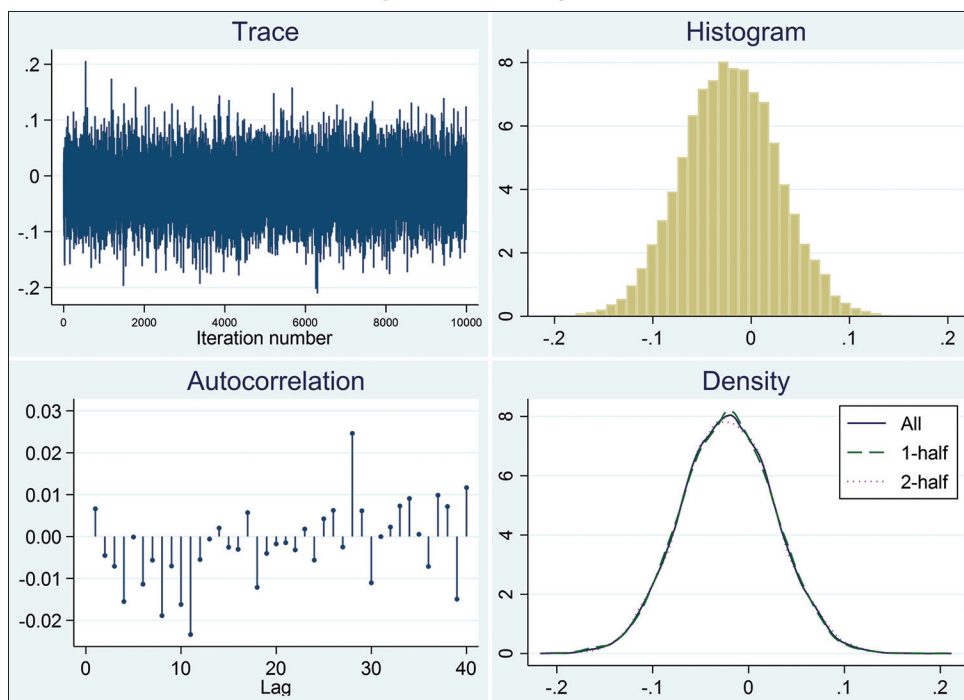 Trace
.2
.1
0
-.1
-.2
0 2000 4000 6000 8000 10000
Iteration number
Histogram
8
6
4
2
0
-.2 -.1 0 .1 .2
Autocorrelation
0.03
0.02
0.01
0.00
-0.01
-0.02
0 10 20 30 40
Lag
Density
8
6
4
2
0
-.2 -.1 0 .1 .2
All
1-half
2-half